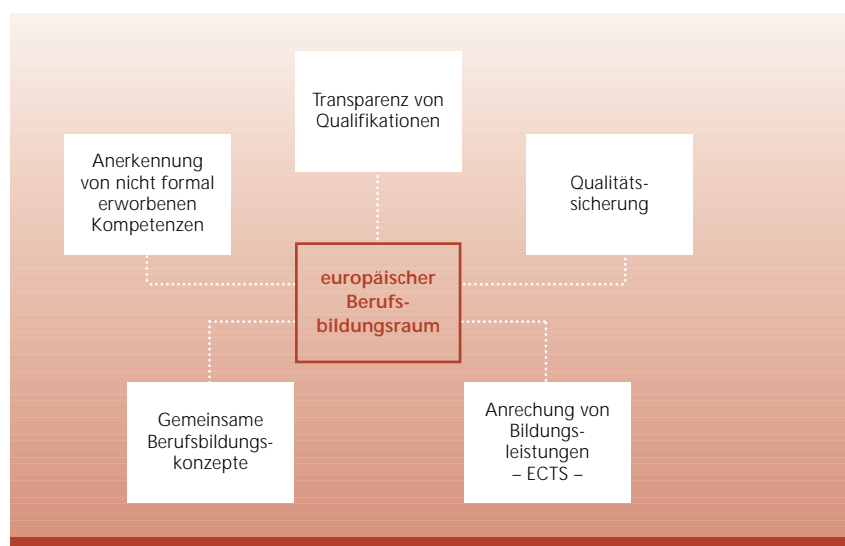 Transparenz von
Qualifikationen
Anerkennung
von nicht formal
erworbenen
Kompetenzen
Qualitäts-
sicherung
europäischer
Berufs-
bildungsraum
Gemeinsame
Berufsbildungs-
konzepte
Anrechung von
Bildungs-
leistungen
– ECTS –